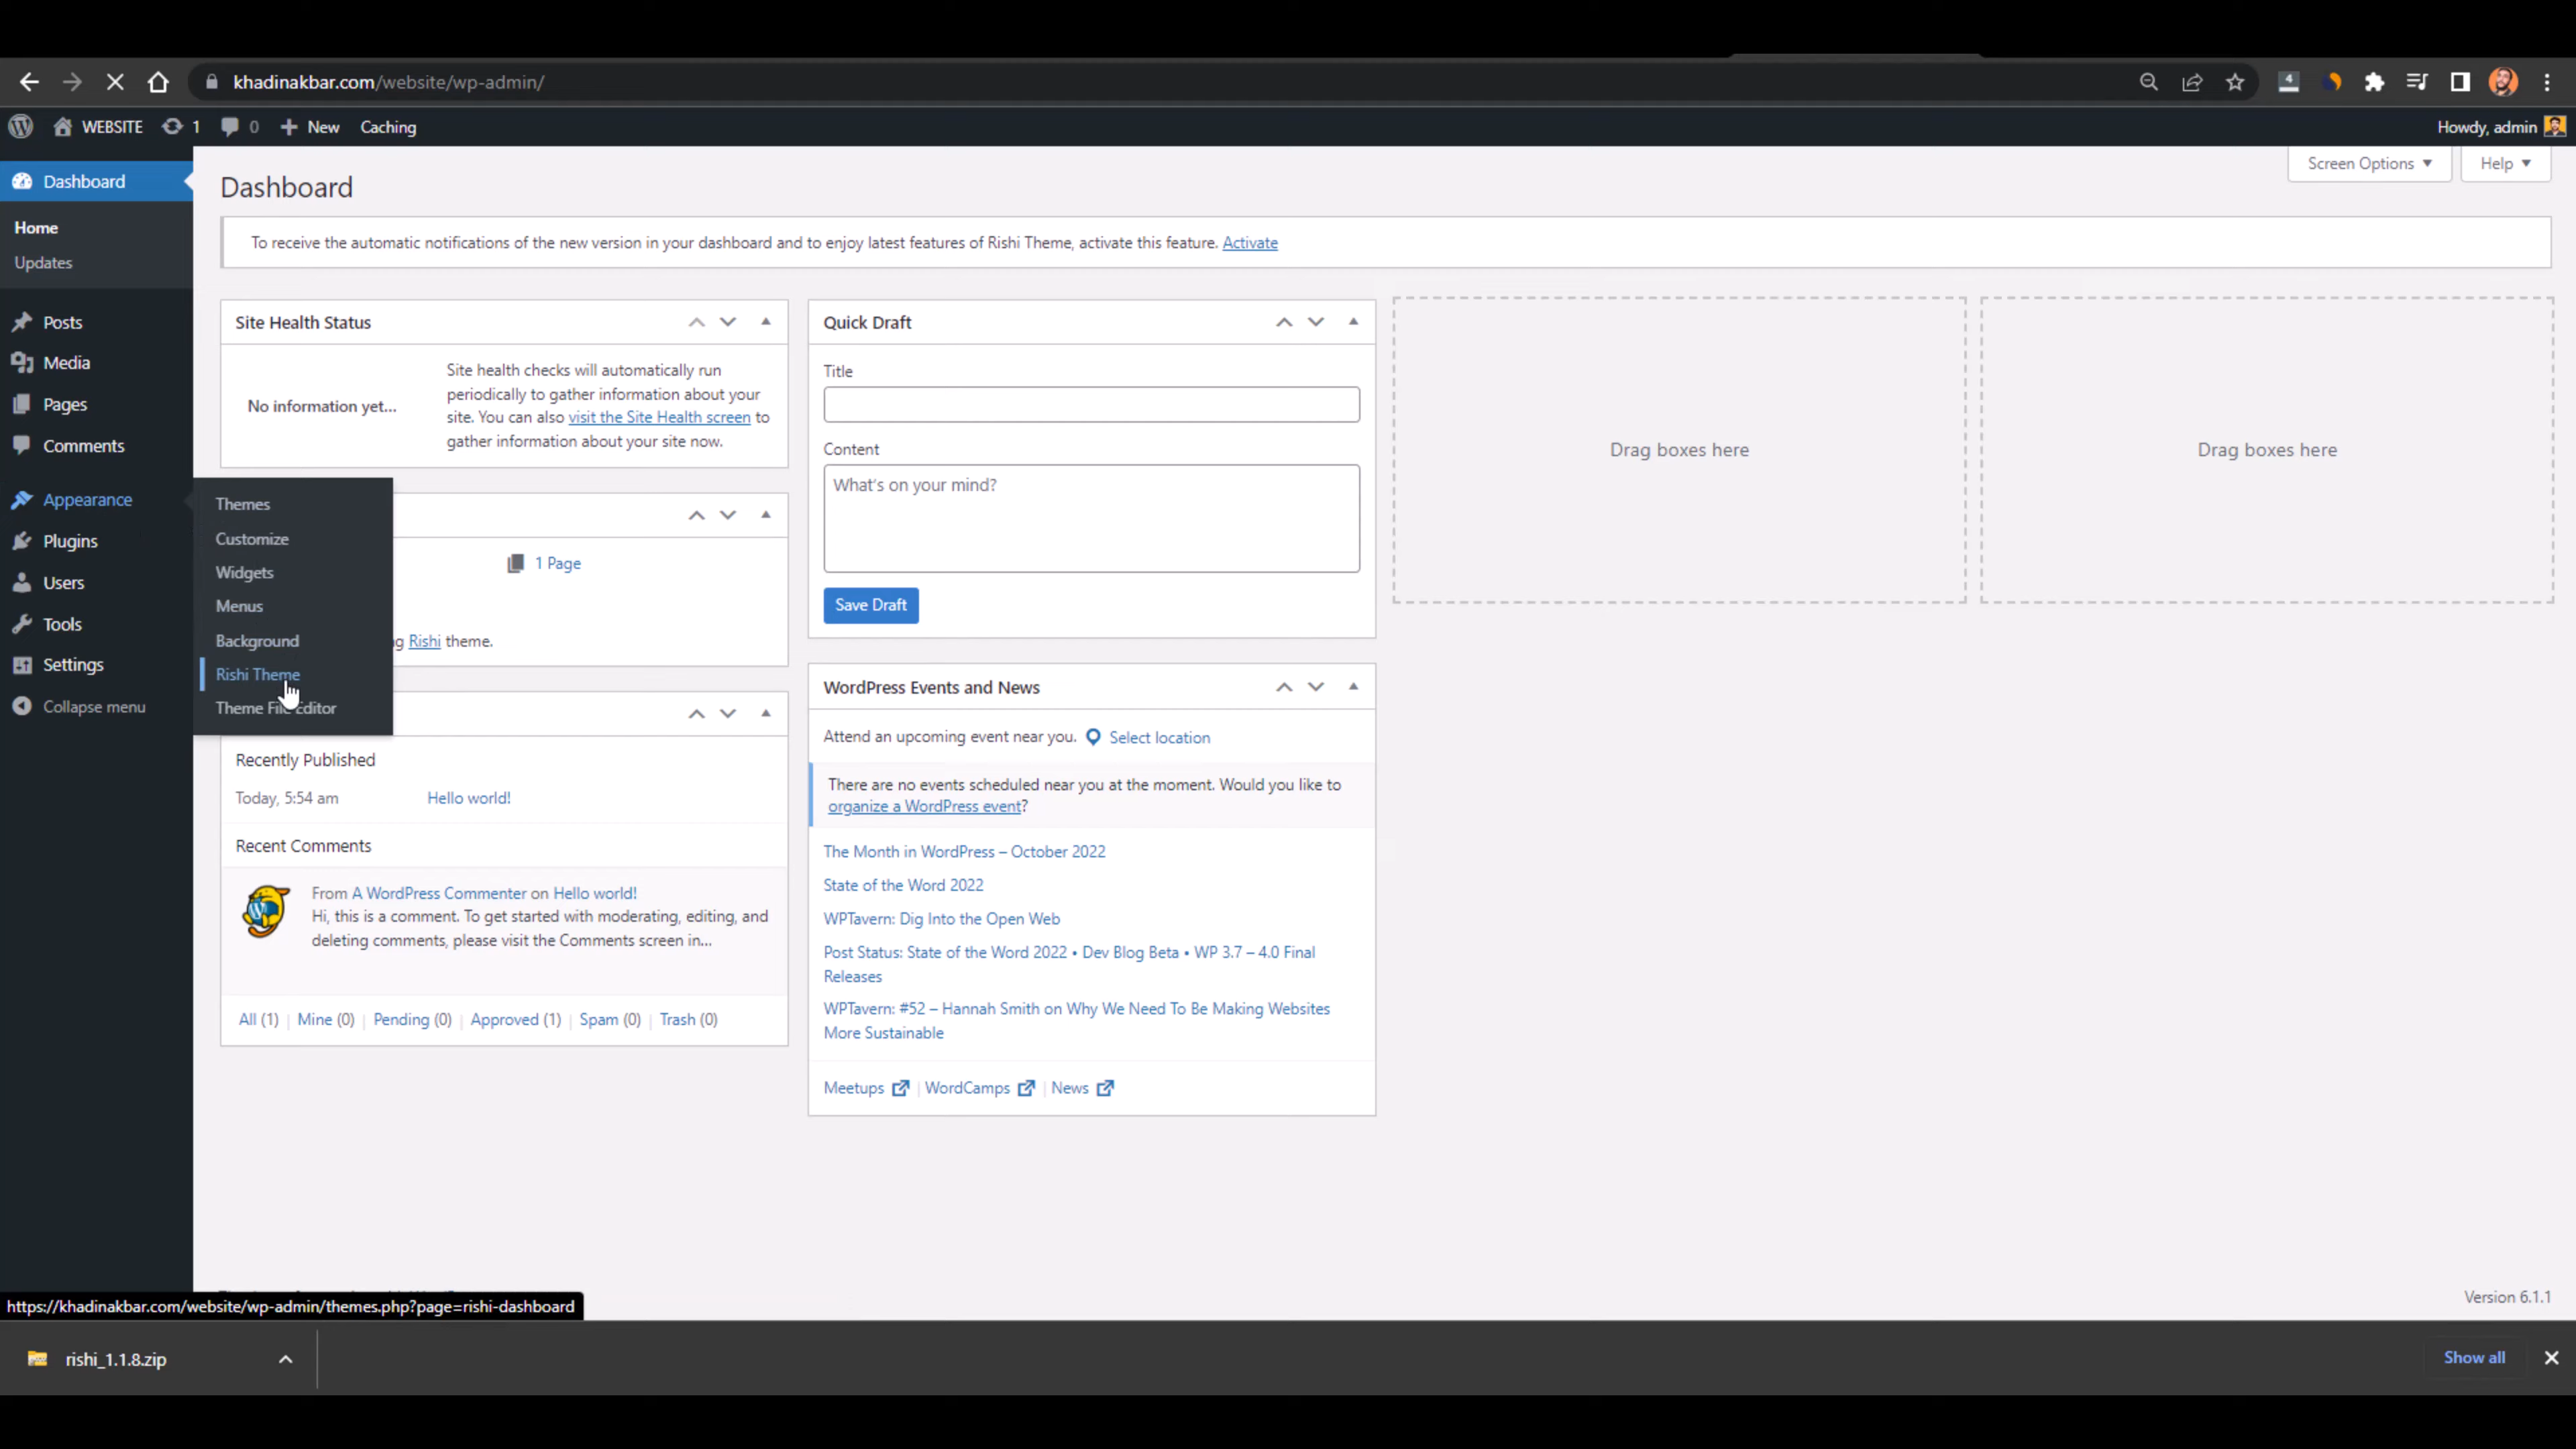 khadinakbar.com/website/wp-admin/
4
WEBSITE 1 0 New Caching
Howdy, admin
Dashboard
Home
Updates
Posts
Media
Pages
Comments
Appearance
Plugins
Users
Tools
Settings
Collapse menu
Themes
Customize
Widgets
Menus
Background
Rishi Theme
Theme File Editor
Dashboard
Screen Options
Help
To receive the automatic notifications of the new version in your dashboard and to enjoy latest features of Rishi Theme, activate this feature. Activate
Site Health Status
No information yet...
Site health checks will automatically run
periodically to gather information about your
site. You can also visit the Site Health screen to
gather information about your site now.
1 Page
Rishi theme.
Recently Published
Today, 5:54 am Hello world!
Recent Comments
From A WordPress Commenter on Hello world!
Hi, this is a comment. To get started with moderating, editing, and
deleting comments, please visit the Comments screen in...
All (1) | Mine (0) | Pending (0) | Approved (1) | Spam (0) | Trash (0)
Quick Draft
Title
Content
What's on your mind?
Save Draft
WordPress Events and News
Attend an upcoming event near you. Select location
There are no events scheduled near you at the moment. Would you like to
organize a WordPress event?
The Month in WordPress – October 2022
State of the Word 2022
WPTavern: Dig Into the Open Web
Post Status: State of the Word 2022 • Dev Blog Beta • WP 3.7 – 4.0 Final
Releases
WPTavern: #52 – Hannah Smith on Why We Need To Be Making Websites
More Sustainable
Meetups | WordCamps | News
Drag boxes here
Drag boxes here
Version 6.1.1
https://khadinakbar.com/website/wp-admin/themes.php?page=rishi-dashboard
rishi_1.1.8.zip
Show all